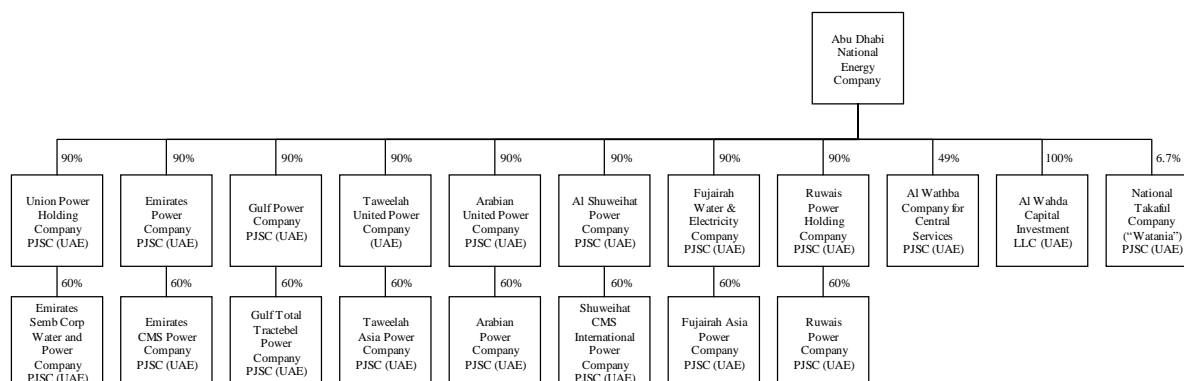 Abu Dhabi
National
Energy
Company
90%
90%
90%
90%
90%
90%
90%
90%
49%
100%
6.7%
Union Power
Holding
Company
PJSC (UAE)
Emirates
Power
Company
PJSC (UAE)
Gulf Power
Company
PJSC (UAE)
Taweelah
United Power
Company
(UAE)
Arabian
United Power
Company
PJSC (UAE)
Al Shuweihat
Power
Company
PJSC (UAE)
Fujairah
Water &
Electricity
Company
PJSC (UAE)
Ruwais
Power
Holding
Company
PJSC (UAE)
Al Wathba
Company for
Central
Services
PJSC (UAE)
Al Wahda
Capital
Investment
LLC (UAE)
National
Takaful
Company
(“Watania”)
PJSC (UAE)
60%
60%
60%
60%
60%
60%
60%
60%
Emirates
Semb Corp
Water and
Power
Company
PJSC (UAE)
Emirates
CMS Power
Company
PJSC (UAE)
Gulf Total
Tractebel
Power
Company
PJSC (UAE)
Taweelah
Asia Power
Company
PJSC (UAE)
Arabian
Power
Company
PJSC (UAE)
Shuweihat
CMS
International
Power
Company
PJSC (UAE)
Fujairah Asia
Power
Company
PJSC (UAE)
Ruwais
Power
Company
PJSC (UAE)